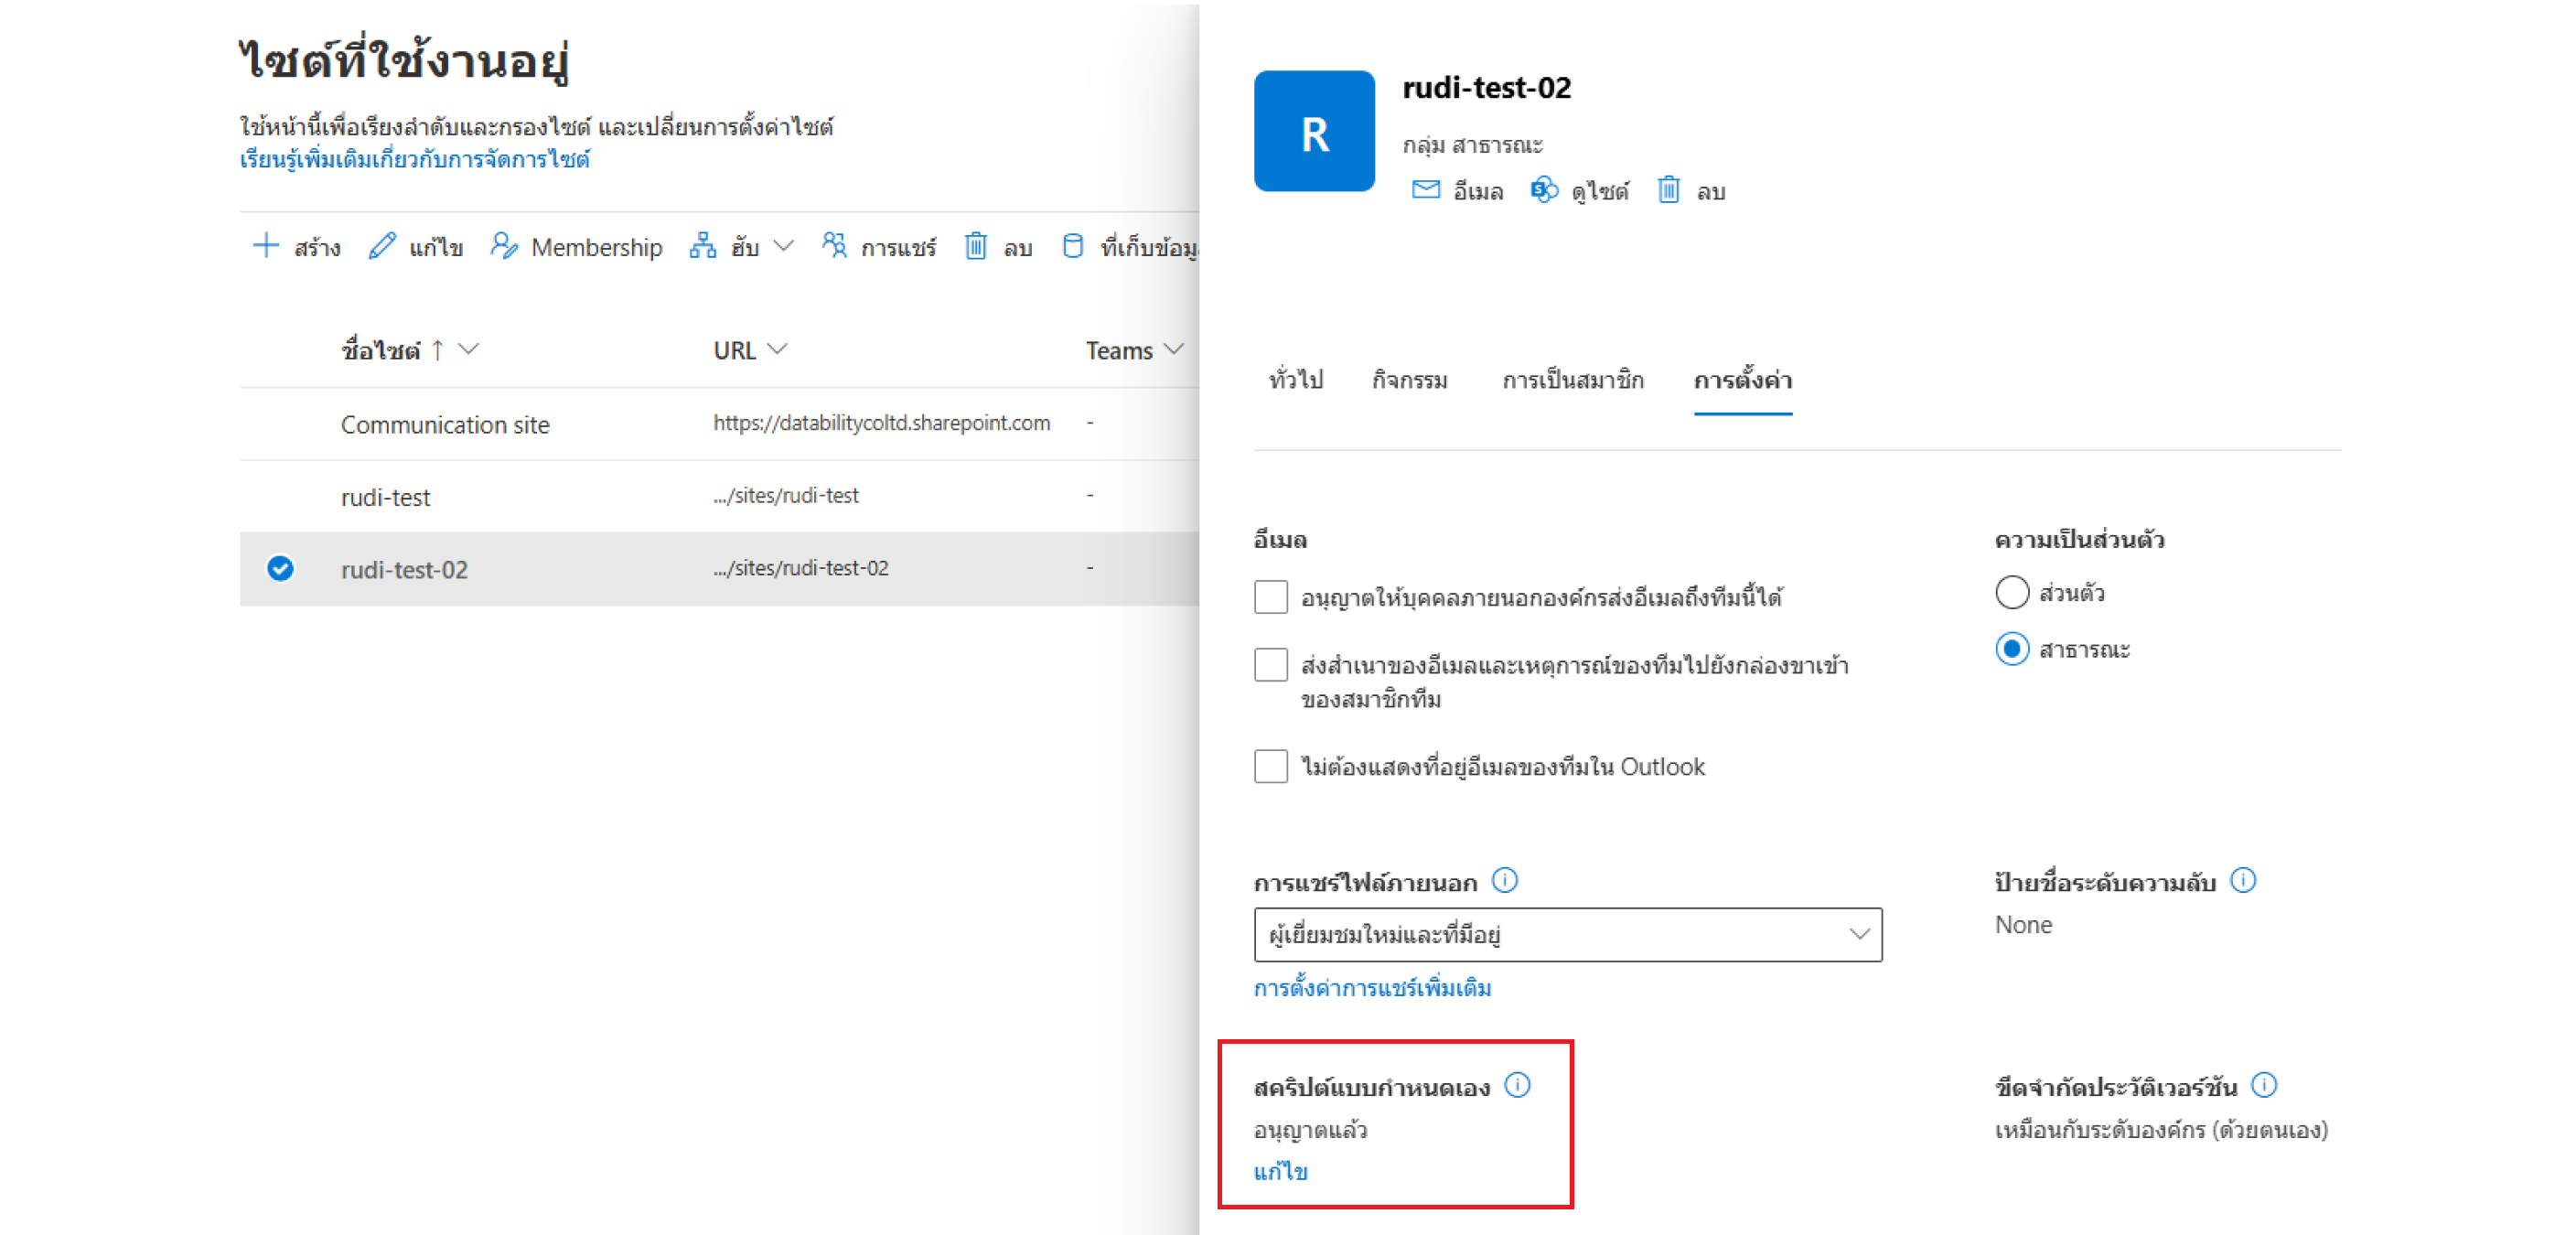 ไซต์ที่ใช้งานอยู่
ใช้หน้านี้เพื่อเรียงลำดับและกรองไซต์ และเปลี่ยนการตั้งค่าไซต์
เรียนรู้เพิ่มเติมเกี่ยวกับการจัดการไซต์
สร้าง แก้ไข Membership ฮับ การแชร์ ลบ ที่เก็บข้อมู
ชื่อไซต์ ↑ URL Teams
Communication site https://databilitycoltd.sharepoint.com -
rudi-test .../sites/rudi-test -
rudi-test-02 .../sites/rudi-test-02 -
R
rudi-test-02
กลุ่ม สาธารณะ
อีเมล ดูไซต์ ลบ
ทั่วไป กิจกรรม การเป็นสมาชิก การตั้งค่า
อีเมล
อนุญาตให้บุคคลภายนอกองค์กรส่งอีเมลถึงทีมนี้ได้
ส่งสำเนาของอีเมลและเหตุการณ์ของทีมไปยังกล่องขาเข้า
ของสมาชิกทีม
ไม่ต้องแสดงที่อยู่อีเมลของทีมใน Outlook
ความเป็นส่วนตัว
ส่วนตัว
สาธารณะ
การแชร์ไฟล์ภายนอก
ผู้เยี่ยมชมใหม่และที่มีอยู่
การตั้งค่าการแชร์เพิ่มเติม
ป้ายชื่อระดับความลับ
None
สคริปต์แบบกำหนดเอง
อนุญาตแล้ว
แก้ไข
ขีดจำกัดประวัติเวอร์ชัน
เหมือนกับระดับองค์กร (ด้วยตนเอง)